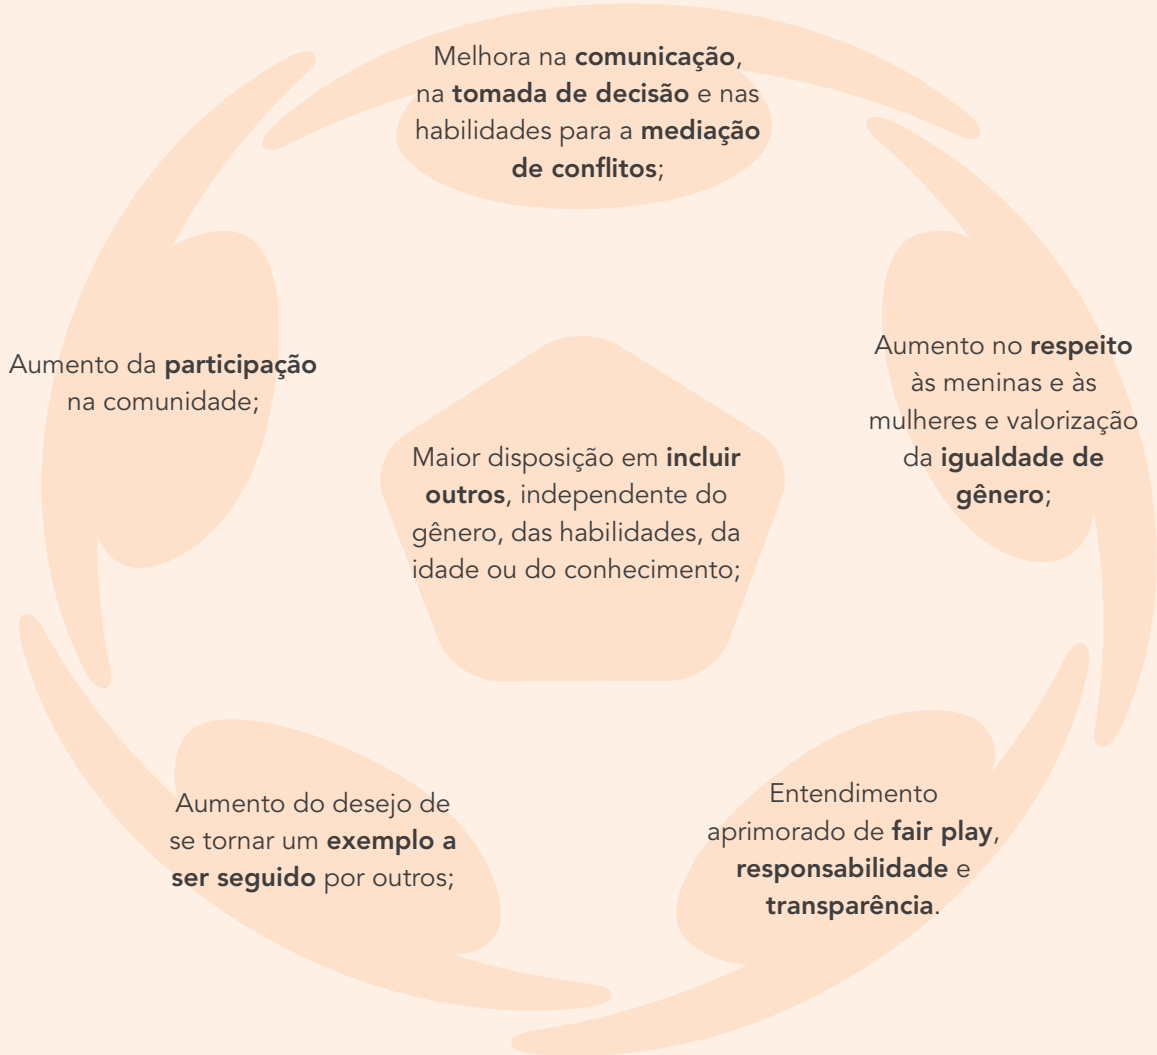 Melhora na comunicação,
na tomada de decisão e nas
habilidades para a mediação
de conflitos;
Aumento da participação
na comunidade;
Maior disposição em incluir
outros, independente do
gênero, das habilidades, da
idade ou do conhecimento;
Aumento no respeito
às meninas e às
mulheres e valorização
da igualdade de
gênero;
Aumento do desejo de
se tornar um exemplo a
ser seguido por outros;
Entendimento
aprimorado de fair play,
responsabilidade e
transparência.